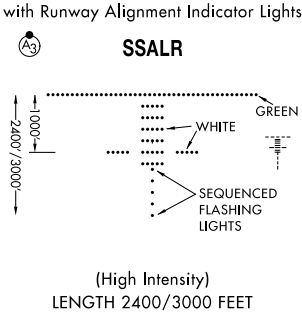 with Runway Alignment Indicator Lights
A3
SSALR
1000'
2400'/3000'
GREEN
WHITE
SEQUENCED
FLASHING
LIGHTS
(High Intensity)
LENGTH 2400/3000 FEET